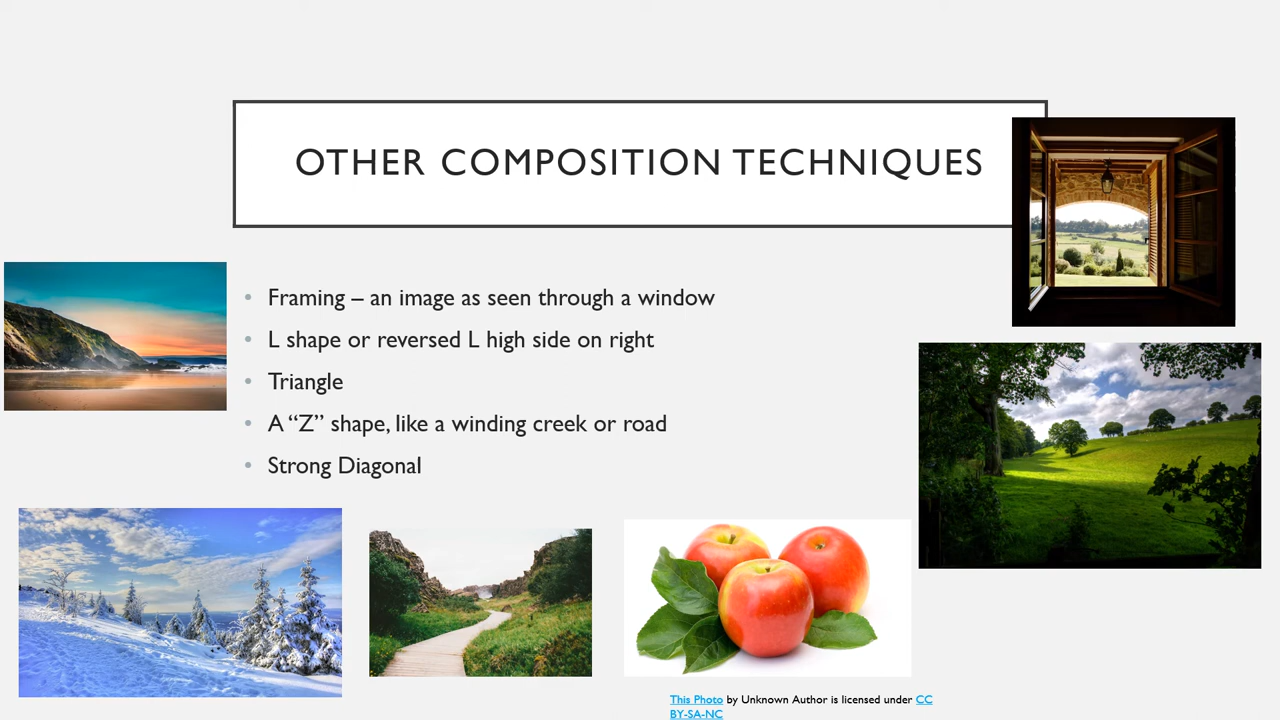 OTHER COMPOSITION TECHNIQUES
• Framing – an image as seen through a window
• L shape or reversed L high side on right
• Triangle
• A “Z” shape, like a winding creek or road
• Strong Diagonal
This Photo by Unknown Author is licensed under CC
BY-SA-NC